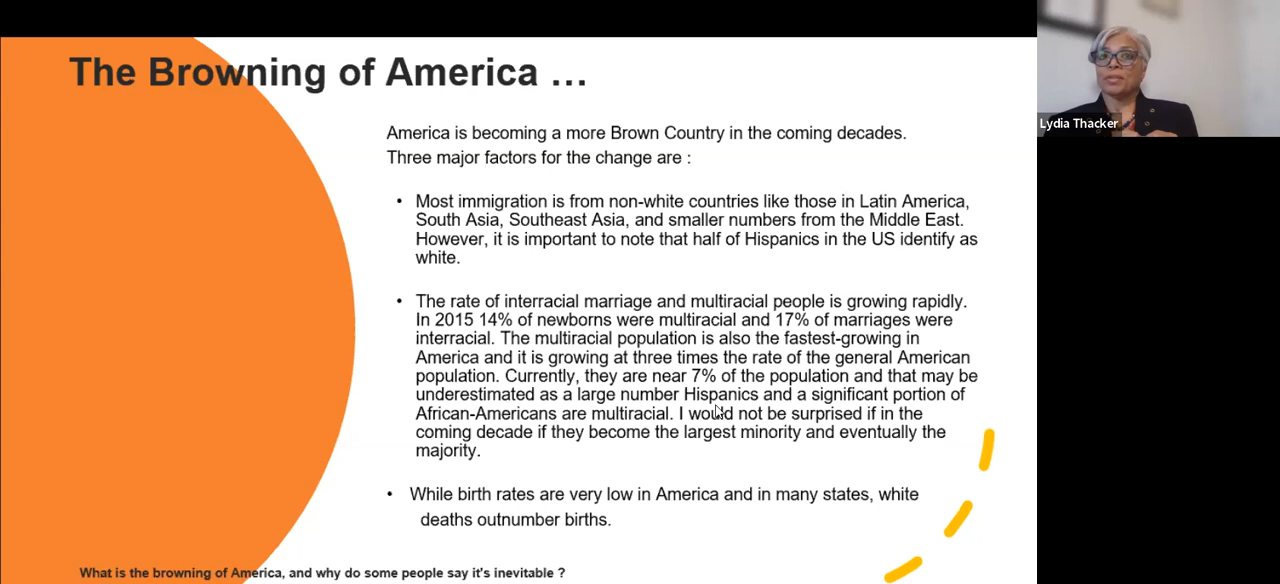 The Browning of America ...
Lydia Thacker
America is becoming a more Brown Country in the coming decades.
Three major factors for the change are :
• Most immigration is from non-white countries like those in Latin America,
South Asia, Southeast Asia, and smaller numbers from the Middle East.
However, it is important to note that half of Hispanics in the US identify as
white.
• The rate of interracial marriage and multiracial people is growing rapidly.
In 2015 14% of newborns were multiracial and 17% of marriages were
interracial. The multiracial population is also the fastest-growing in
America and it is growing at three times the rate of the general American
population. Currently, they are near 7% of the population and that may be
underestimated as a large number Hispanics and a significant portion of
African-Americans are multiracial. I would not be surprised if in the
coming decade if they become the largest minority and eventually the
majority.
• While birth rates are very low in America and in many states, white
deaths outnumber births.
What is the browning of America, and why do some people say it's inevitable ?